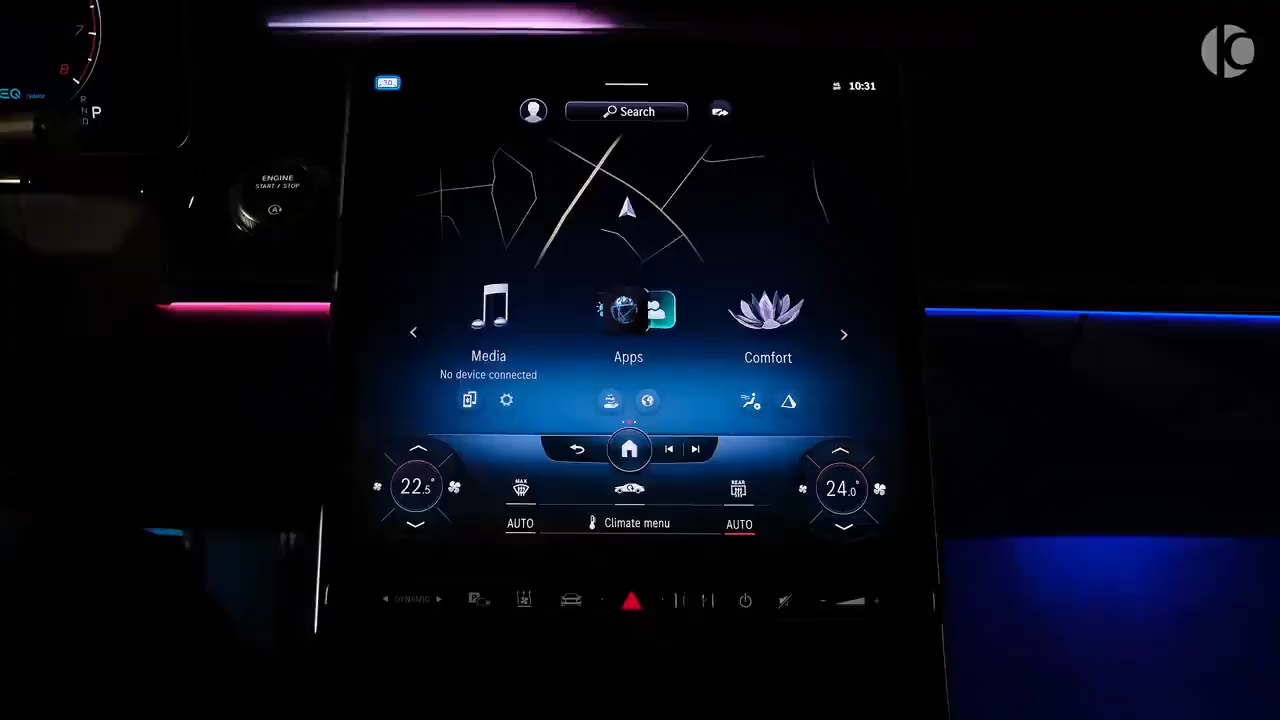 7
8
EQ
R
N
D
P
ENGINE
START / STOP
A
30
10:31
Search
Media
No device connected
Apps
Comfort
22.5°
24.0°
MAX
REAR
AUTO
Climate menu
AUTO
DYNAMIC
P